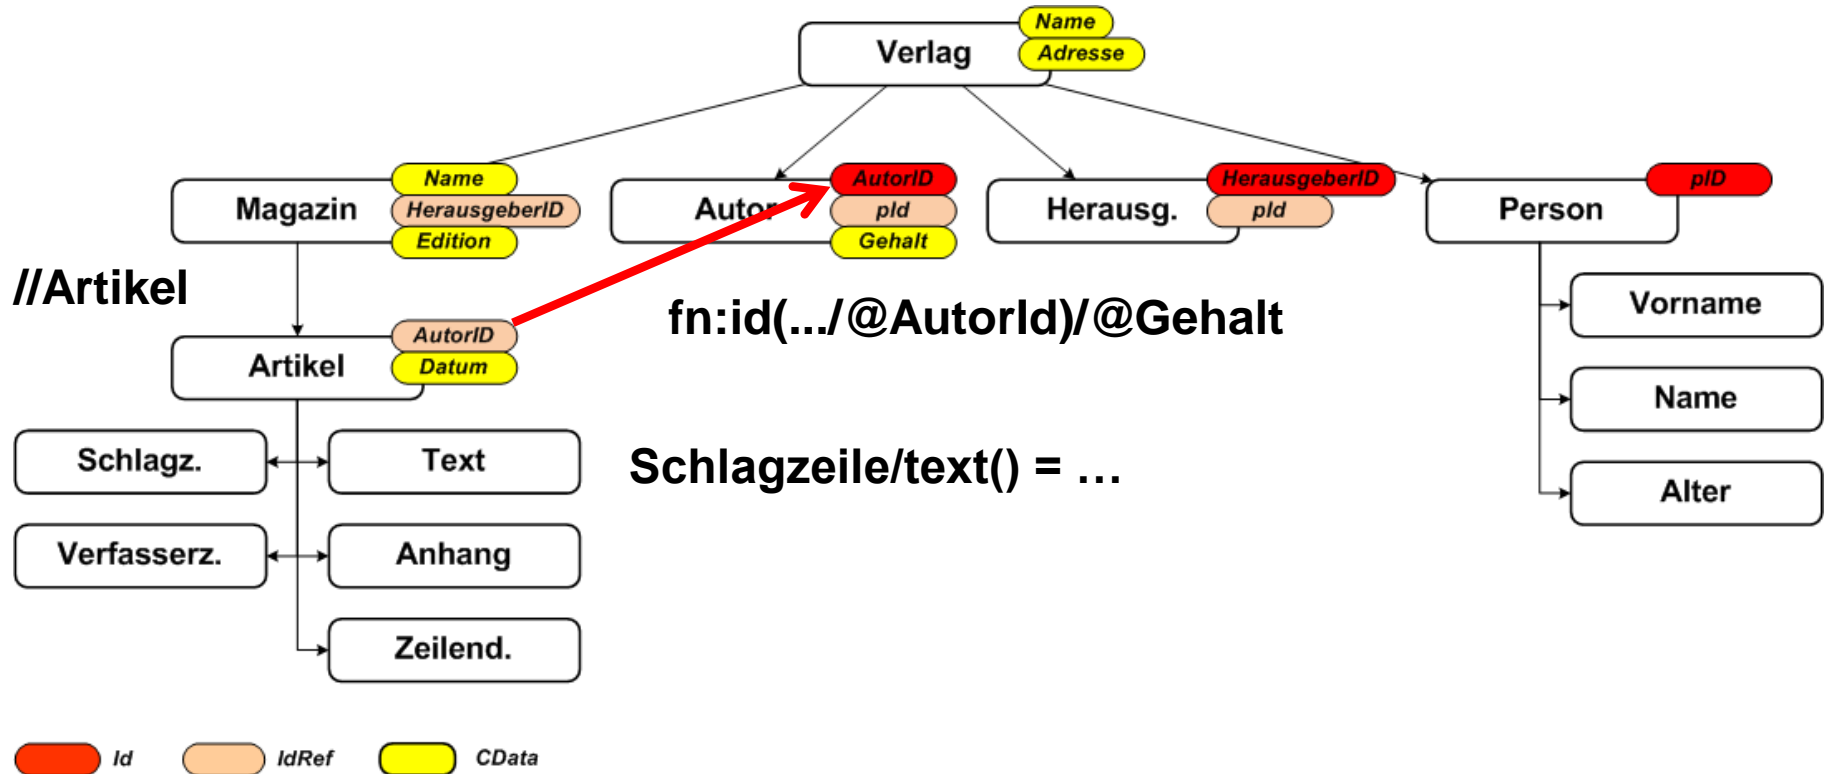 Name
Verlag
Adresse
Name
Magazin
HerausgeberID
Edition
AutorID
Autor
pId
Gehalt
HerausgeberID
Herausg.
pId
pID
Person
//Artikel
fn:id(.../@AutorId)/@Gehalt
Vorname
AutorID
Artikel
Datum
Name
Schlagz.
Text
Schlagzeile/text() = …
Alter
Verfasserz.
Anhang
Zeilend.
Id
IdRef
CData